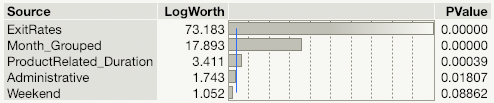 Source LogWorth PValue
ExitRates 73.183 0.00000
Month_Grouped 17.893 0.00000
ProductRelated_Duration 3.411 0.00039
Administrative 1.743 0.01807
Weekend 1.052 0.08862